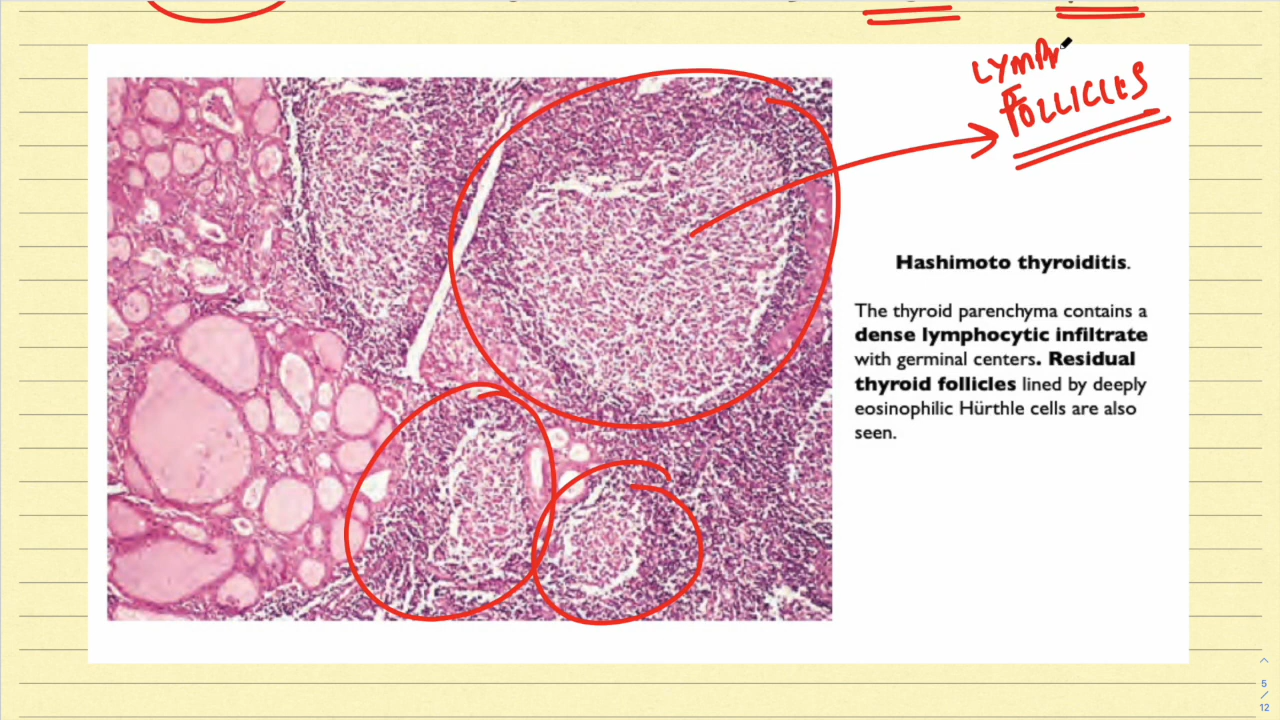 LYMPH
FOLLICLES
Hashimoto thyroiditis.
The thyroid parenchyma contains a
dense lymphocytic infiltrate
with germinal centers. Residual
thyroid follicles lined by deeply
eosinophilic Hürthle cells are also
seen.
5
/
12